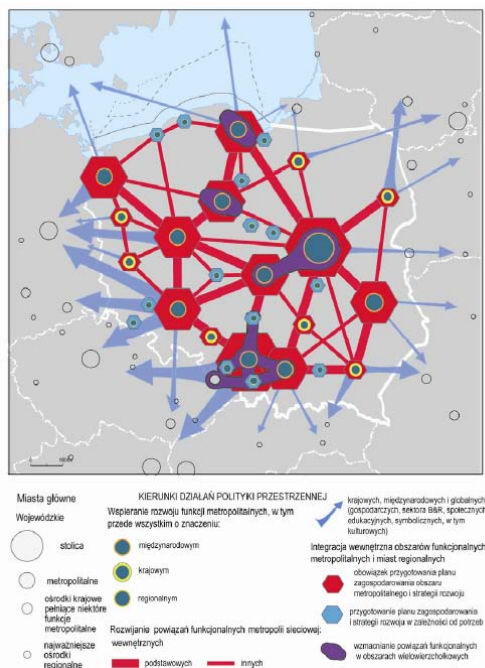 Miasta główne
Wojewódzkie
stolica
metropolitalne
ośrodki krajowe
pełniące niektóre
funkcje
metropolitalne
najważniejsze
ośrodki
regionalne
KIERUNKI DZIAŁAŃ POLITYKI PRZESTRZENNEJ
Wspieranie rozwoju funkcji metropolitalnych, w tym
przede wszystkim o znaczeniu:
międzynarodowym
krajowym
regionalnym
Rozwijanie powiązań funkcjonalnych metropolii sieciowej:
wewnętrznych
podstawowych
innych
krajowych, międzynarodowych i globalnych
(gospodarczych, sektora B&R, społecznych
edukacyjnych, symbolicznych, w tym
kulturowych)
Integracja wewnętrzna obszarów funkcjonalnych
metropolitalnych i miast regionalnych
obowiązek przygotowania planu
zagospodarowania obszaru
metropolitalnego i strategii rozwoju
przygotowanie planu zagospodarowania
i strategii rozwoju w zależności od potrzeb
wzmacnianie powiązań funkcjonalnych
w obszarach wielowierzchołkowych